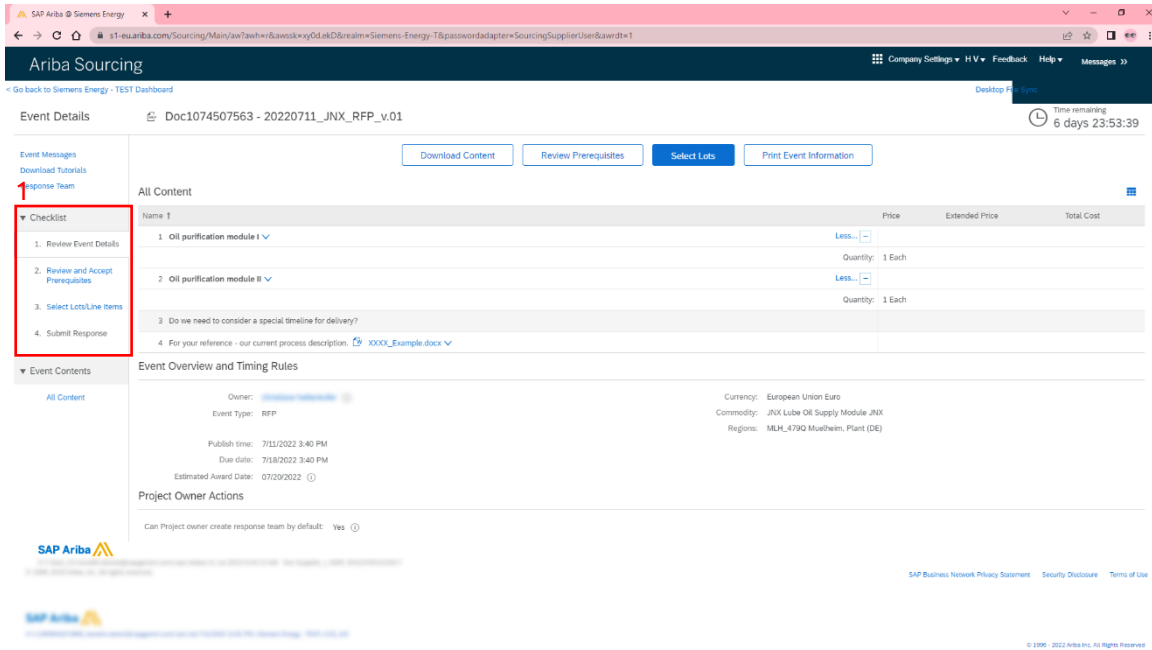 SAP Ariba @ Siemens Energy
s1-eu.ariba.com/Sourcing/Main/aw?awh=r&awssk=xy0d.ekD&realm=Siemens-Energy-T&passwordadapter=SourcingSupplierUser&awrdt=1
Ariba Sourcing
Company Settings H V Feedback Help Messages >>
< Go back to Siemens Energy - TEST Dashboard
Desktop File Sync
Event Details
Doc1074507563 - 20220711_JNX_RFP_v.01
Time remaining
6 days 23:53:39
Event Messages
Download Tutorials
Response Team
1
Download Content
Review Prerequisites
Select Lots
Print Event Information
All Content
Checklist
1. Review Event Details
2. Review and Accept
Prerequisites
3. Select Lots/Line Items
4. Submit Response
Event Contents
All Content
Name ↑ Price Extended Price Total Cost
1 Oil purification module I Less... –
Quantity: 1 Each
2 Oil purification module II Less... –
Quantity: 1 Each
3 Do we need to consider a special timeline for delivery?
4 For your reference - our current process description. XXXX_Example.docx
Event Overview and Timing Rules
Owner:
Event Type: RFP
Publish time: 7/11/2022 3:40 PM
Due date: 7/18/2022 3:40 PM
Estimated Award Date: 07/20/2022
Currency: European Union Euro
Commodity: JNX Lube Oil Supply Module JNX
Regions: MLH_479Q Muelheim, Plant (DE)
Project Owner Actions
Can Project owner create response team by default: Yes
SAP Ariba
SAP Business Network Privacy Statement Security Disclosure Terms of Use
SAP Ariba
© 1996 - 2022 Ariba Inc. All Rights Reserved